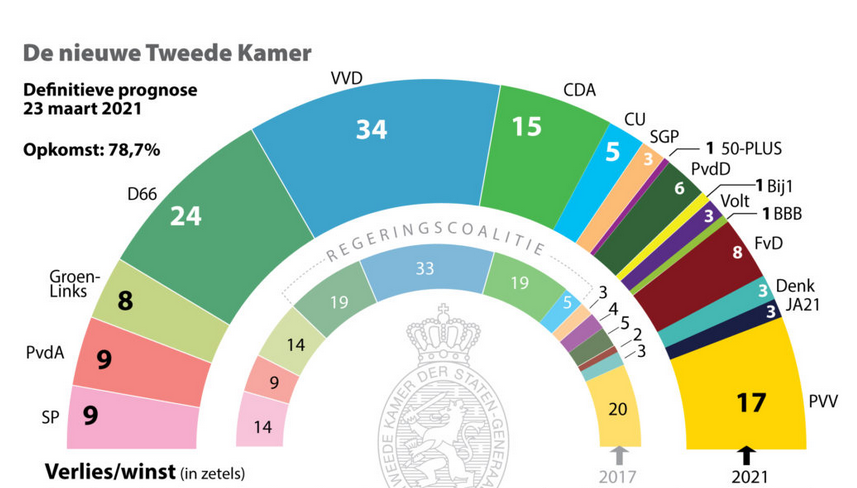 De nieuwe Tweede Kamer
Definitieve prognose
23 maart 2021
Opkomst: 78,7%
VVD
34
CDA
15
CU
5
SGP
3
1 50-PLUS
PvdD
6
1 Bij1
Volt
3
1 BBB
FvD
8
Denk
3
JA21
3
PVV
17
D66
24
Groen-
Links
8
PvdA
9
SP
9
REGERINGSCOALITIE
14
9
14
19
33
19
5
3
4
5
2
3
20
TWEEDE KAMER DER STATEN-GENERAAL
2017
2021
Verlies/winst (in zetels)